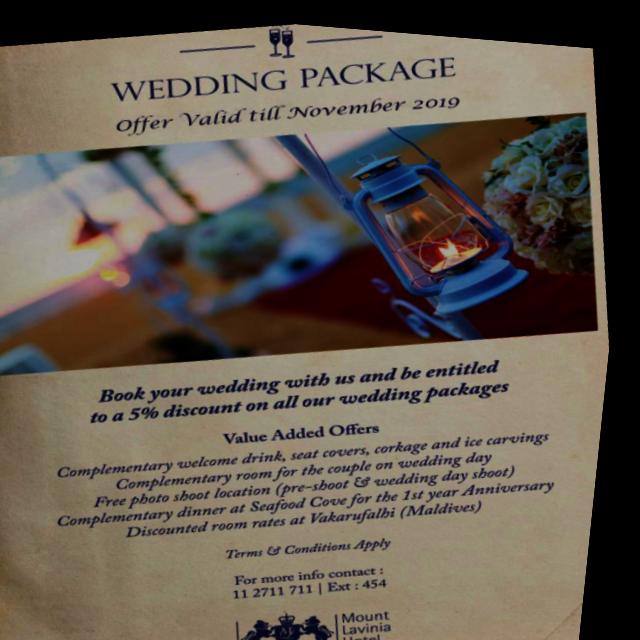 WEDDING PACKAGE
Offer Valid till November 2019
Book your wedding with us and be entitled
to a 5% discount on all our wedding packages
Value Added Offers
Complementary welcome drink, seat covers, corkage and ice carvings
Complementary room for the couple on wedding day
Free photo shoot location (pre-shoot & wedding day shoot)
Complementary dinner at Seafood Cove for the 1st year Anniversary
Discounted room rates at Vakarufalhi (Maldives)
Terms & Conditions Apply
For more info contact :
11 2711 711 | Ext : 454
Mount
Lavinia
Hotel